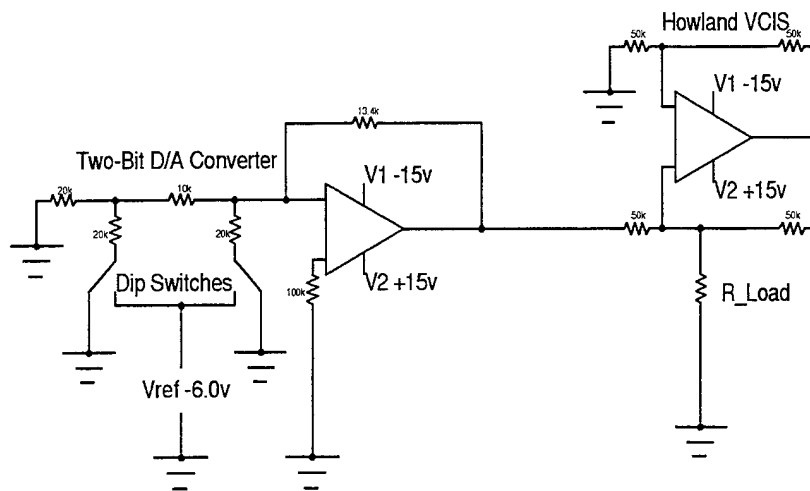 Howland VCIS
50k
50k
V1 -15v
13.4k
Two-Bit D/A Converter
V1 -15v
V2 +15v
20k
10k
50k
50k
20k
20k
Dip Switches
V2 +15v
100k
R_Load
Vref -6.0v